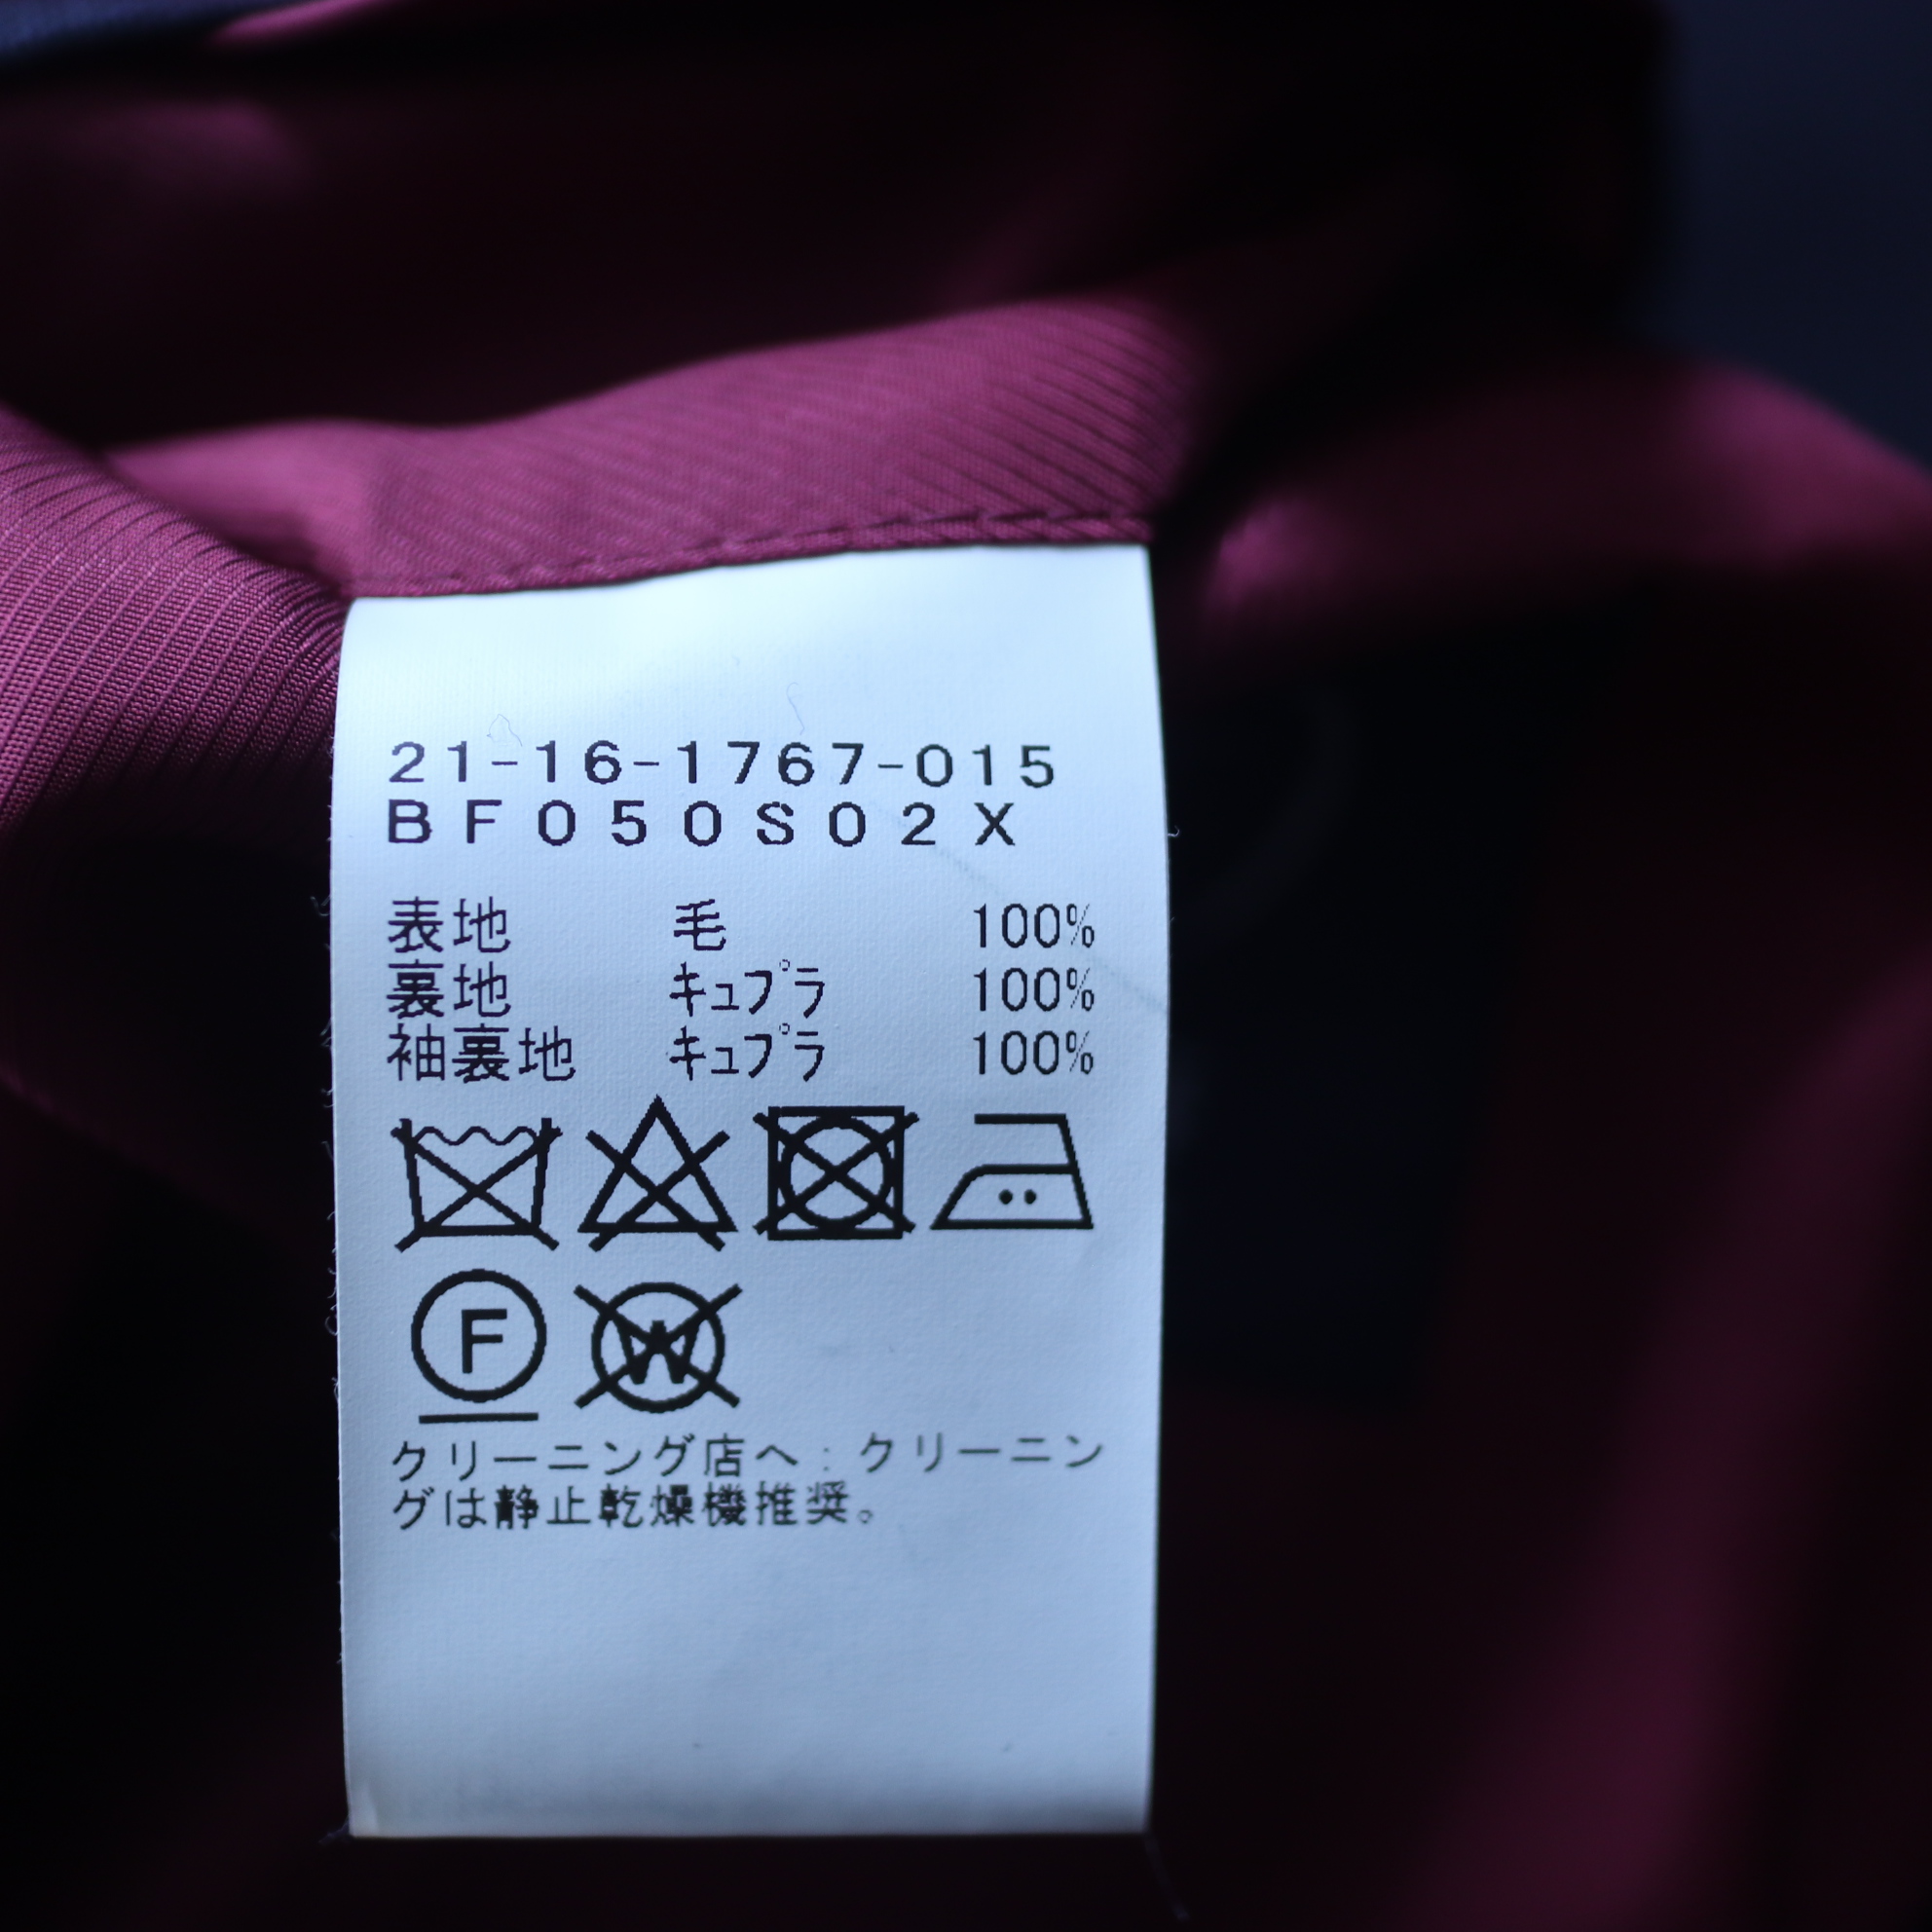 21-16-1767-015
BF050S02X
表地 毛 100%
裏地 キュプラ 100%
袖裏地 キュプラ 100%
F W
クリーニング店へ:クリーニン
グは静止乾燥機推奨。